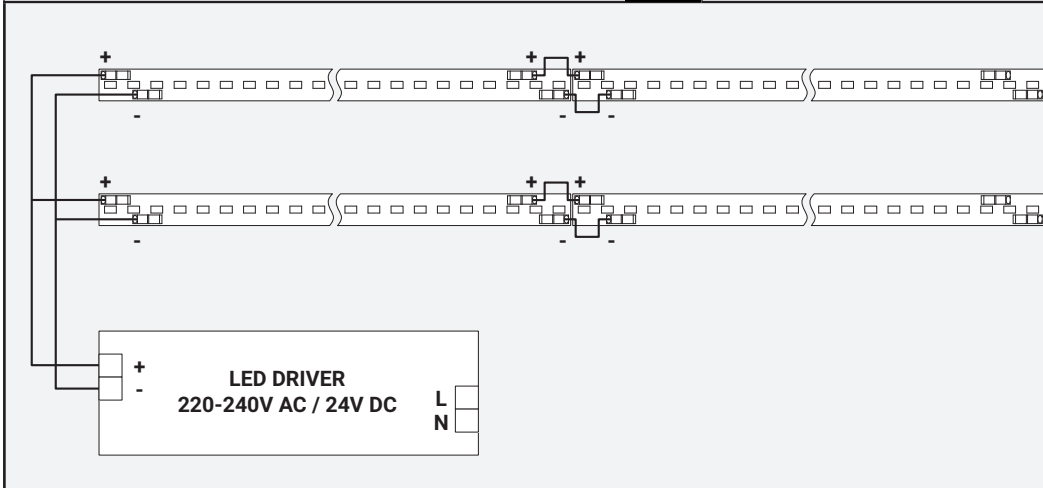 + + +
- - -
+ + +
- - -
+
LED DRIVER
-
220-240V AC / 24V DC
L
N